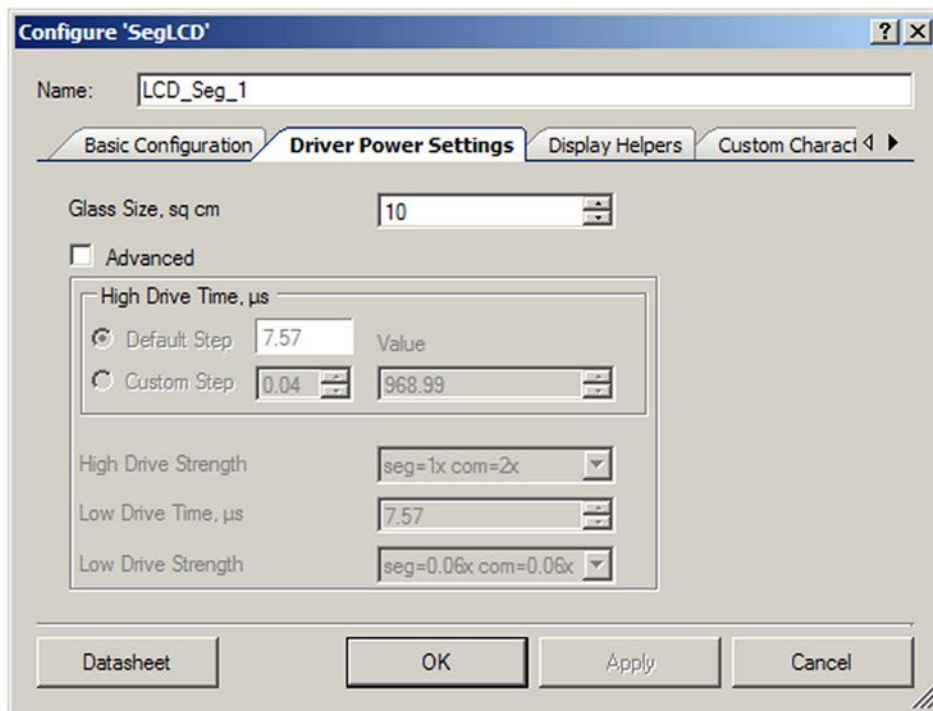 Configure 'SegLCD'
Name: LCD_Seg_1
Basic Configuration Driver Power Settings Display Helpers Custom Charact
Glass Size, sq cm 10
Advanced
High Drive Time, µs
Default Step 7.57 Value
Custom Step 0.04 968.99
High Drive Strength seg=1x com=2x
Low Drive Time, µs 7.57
Low Drive Strength seg=0.06x com=0.06x
Datasheet OK Apply Cancel